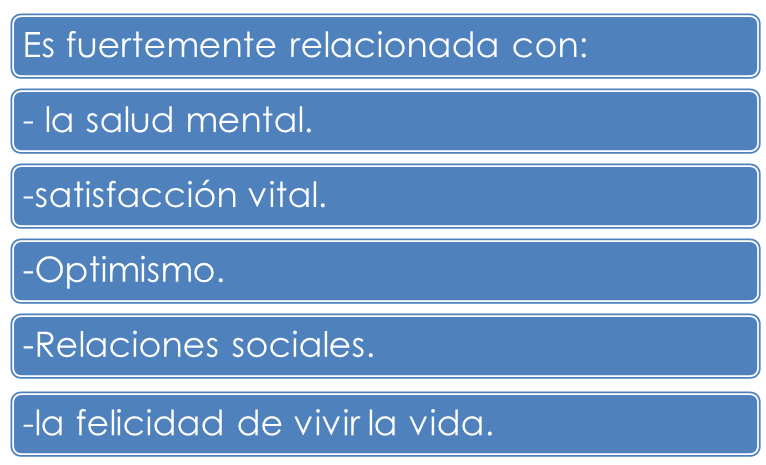 Es fuertemente relacionada con:
- la salud mental.
-satisfacción vital.
-Optimismo.
-Relaciones sociales.
-la felicidad de vivir la vida.